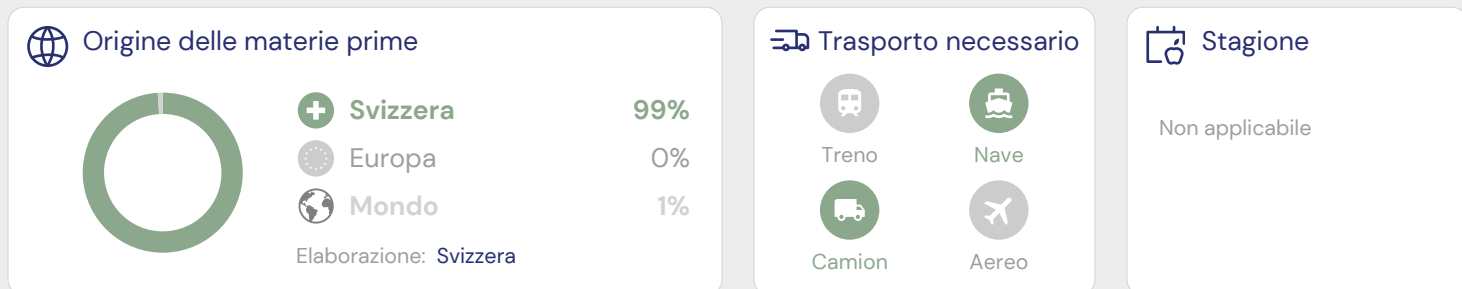 Origine delle materie prime
Svizzera 99%
Europa 0%
Mondo 1%
Elaborazione: Svizzera
Trasporto necessario
Treno
Nave
Camion
Aereo
Stagione
Non applicabile